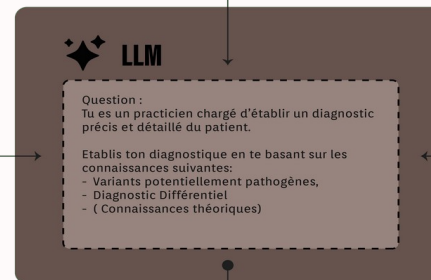 LLM
Question :
Tu es un practicien chargé d'établir un diagnostic
précis et détaillé du patient.
Etablis ton diagnostique en te basant sur les
connaissances suivantes:
- Variants potentiellement pathogènes,
- Diagnostic Différentiel
- ( Connaissances théoriques)